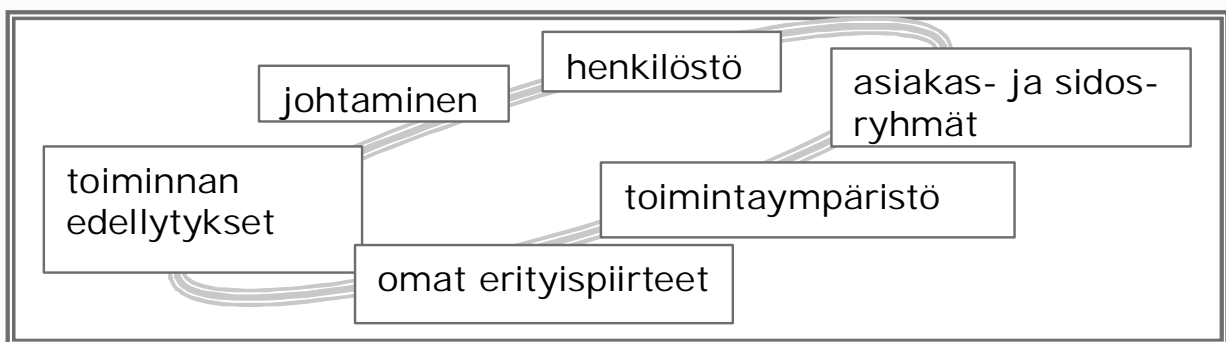 henkilöstö
johtaminen
asiakas- ja sidos-
ryhmät
toiminnan
edellytykset
toimintaympäristö
omat erityispiirteet